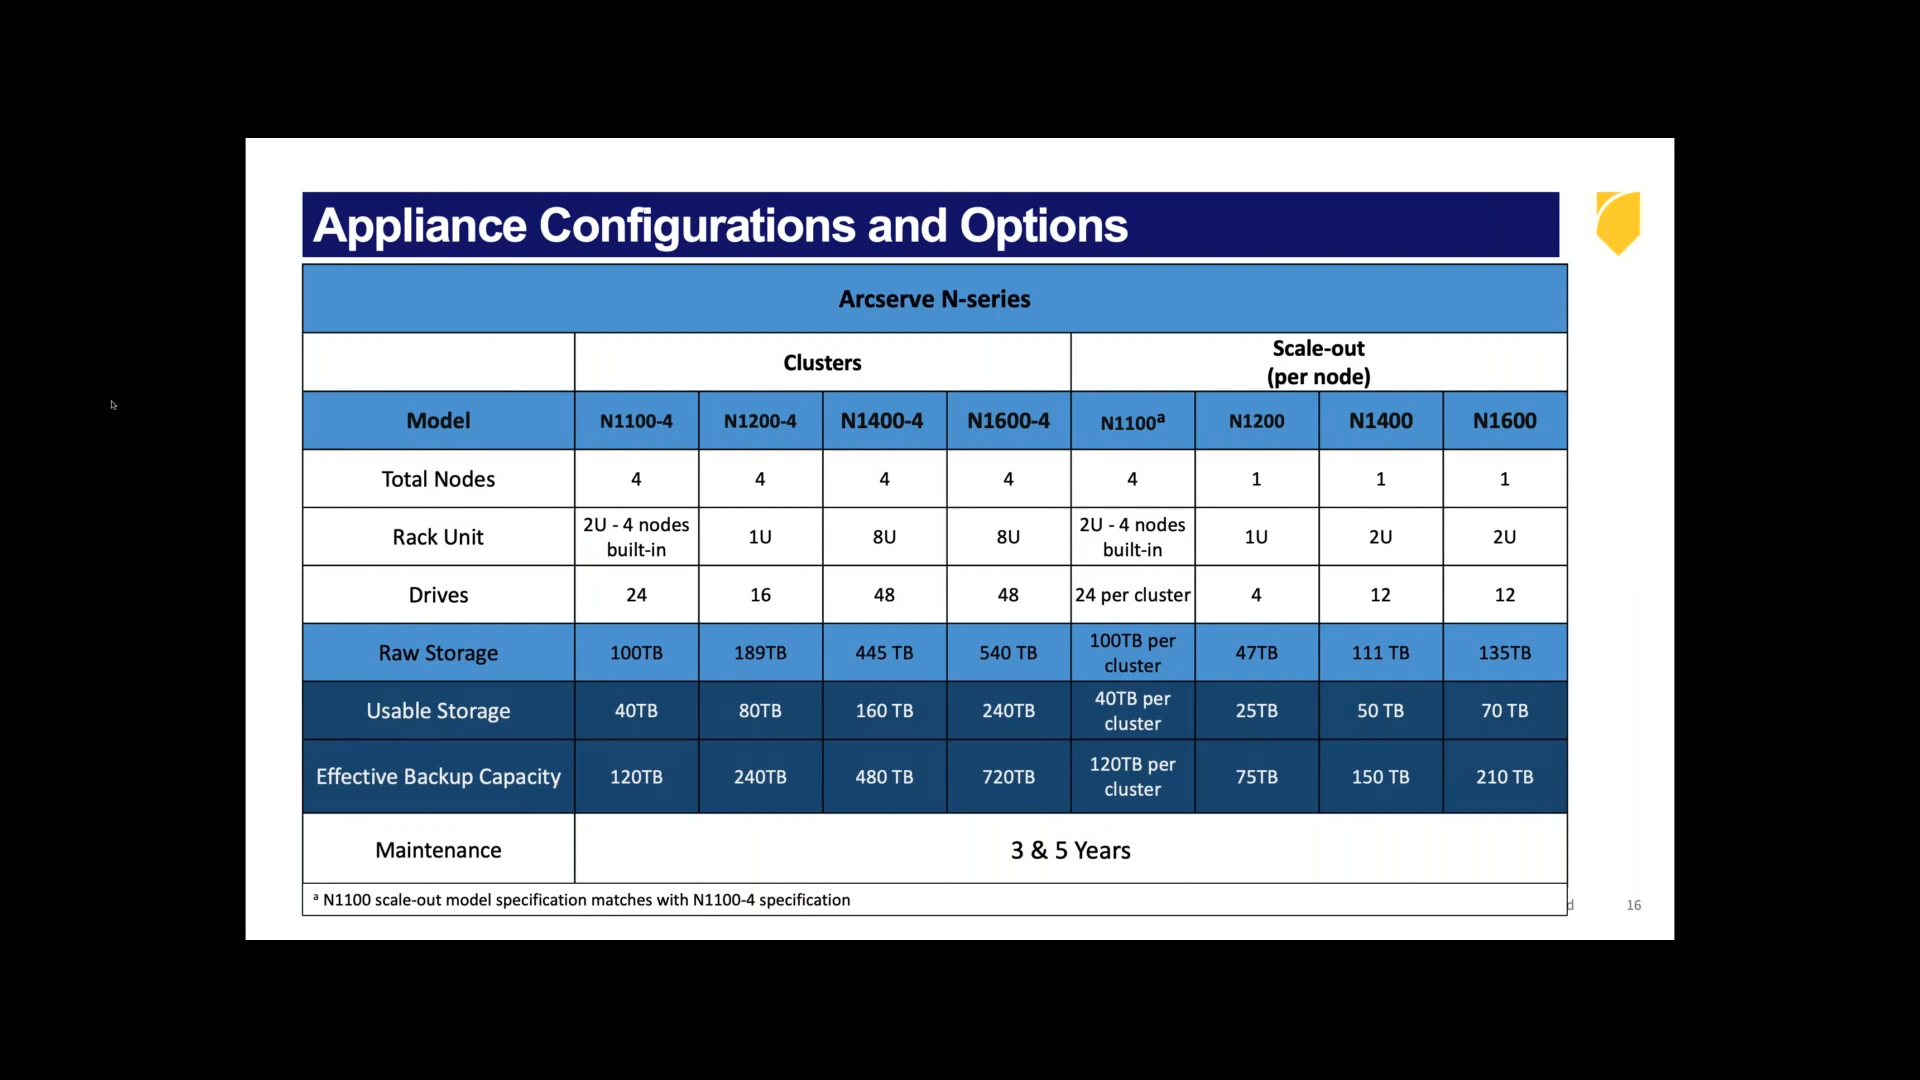 Appliance Configurations and Options
Arcserve N-series
Clusters
Scale-out
(per node)
Model N1100-4 N1200-4 N1400-4 N1600-4 N1100ª N1200 N1400 N1600
Total Nodes 4 4 4 4 4 1 1 1
Rack Unit 2U - 4 nodes built-in 1U 8U 8U 2U - 4 nodes built-in 1U 2U 2U
Drives 24 16 48 48 24 per cluster 4 12 12
Raw Storage 100TB 189TB 445 TB 540 TB 100TB per cluster 47TB 111 TB 135TB
Usable Storage 40TB 80TB 160 TB 240TB 40TB per cluster 25TB 50 TB 70 TB
Effective Backup Capacity 120TB 240TB 480 TB 720TB 120TB per cluster 75TB 150 TB 210 TB
Maintenance 3 & 5 Years
ª N1100 scale-out model specification matches with N1100-4 specification
d 16